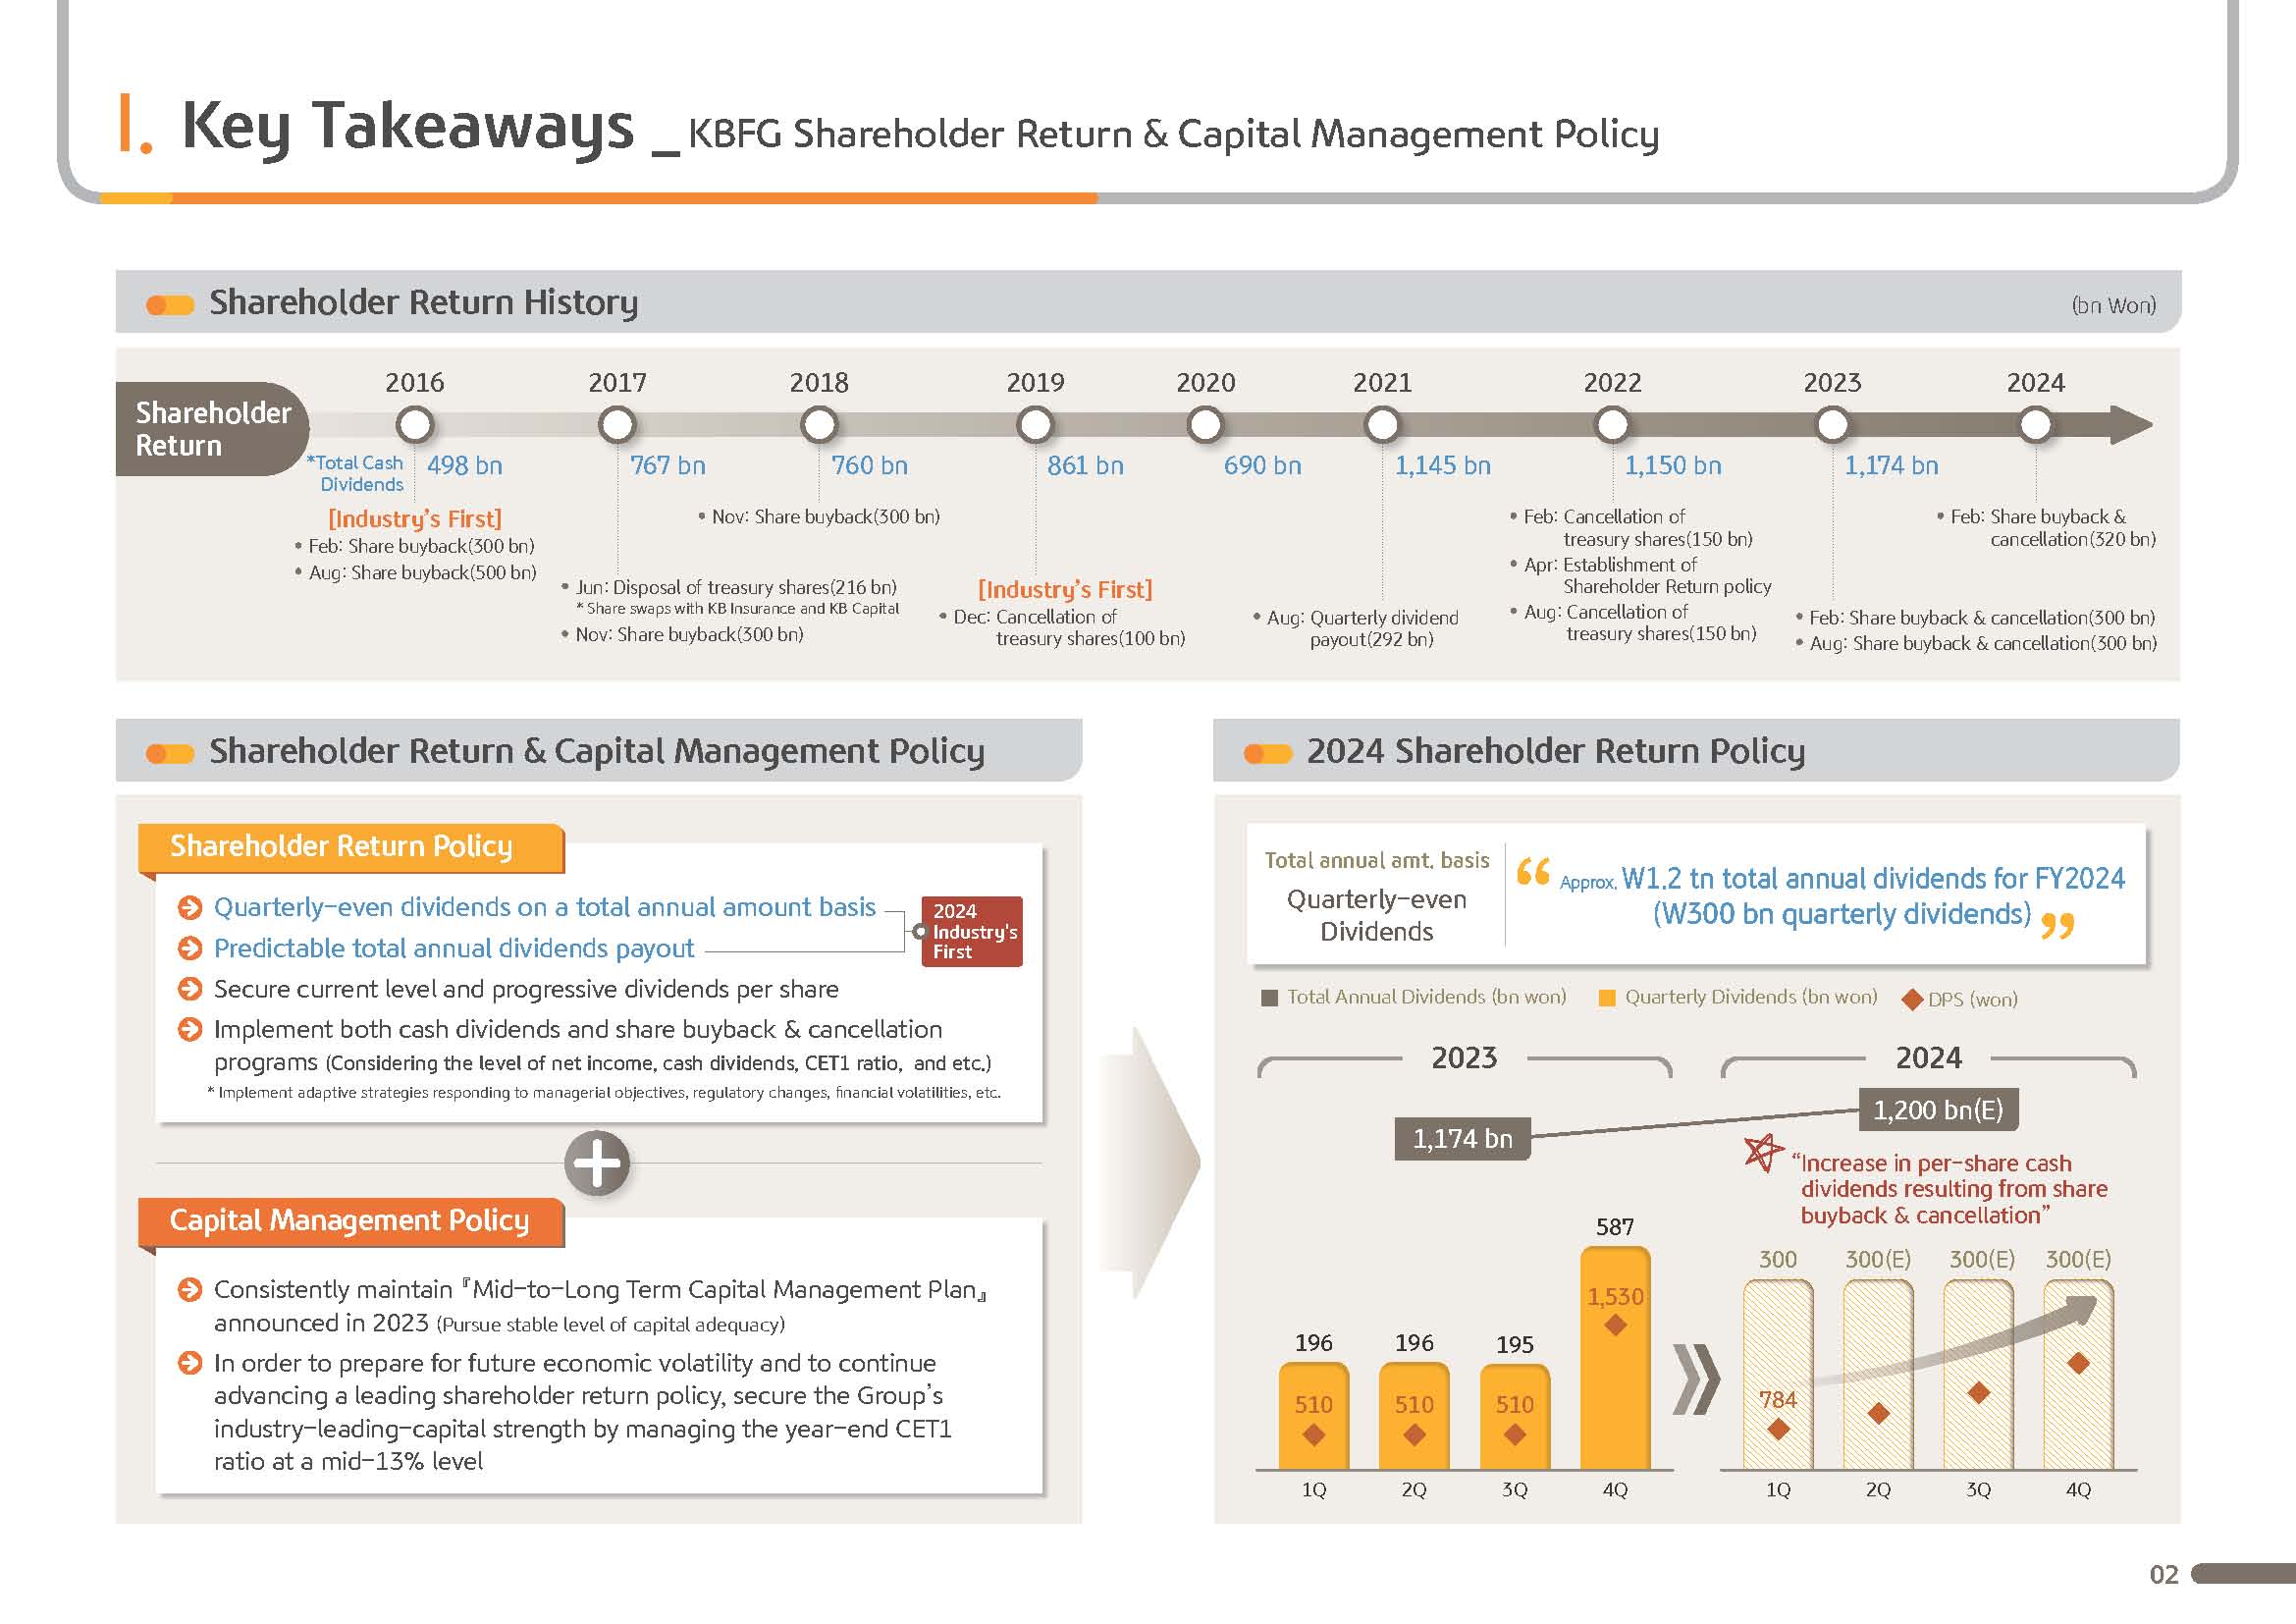 I. Key Takeaways _ KBFG Shareholder Return & Capital Management Policy
Shareholder Return History
(bn Won)
Shareholder
Return
2016
2017
2018
2019
2020
2021
2022
2023
2024
*Total Cash
Dividends
498 bn
767 bn
760 bn
861 bn
690 bn
1,145 bn
1,150 bn
1,174 bn
[Industry's First]
• Feb: Share buyback(300 bn)
• Aug: Share buyback(500 bn)
• Jun: Disposal of treasury shares(216 bn)
* Share swaps with KB Insurance and KB Capital
• Nov: Share buyback(300 bn)
• Nov: Share buyback(300 bn)
[Industry's First]
• Dec: Cancellation of
treasury shares(100 bn)
• Aug: Quarterly dividend
payout(292 bn)
• Feb: Cancellation of
treasury shares(150 bn)
• Apr: Establishment of
Shareholder Return policy
• Aug: Cancellation of
treasury shares(150 bn)
• Feb: Share buyback & cancellation(300 bn)
• Aug: Share buyback & cancellation(300 bn)
• Feb: Share buyback &
cancellation(320 bn)
Shareholder Return & Capital Management Policy
Shareholder Return Policy
Quarterly-even dividends on a total annual amount basis
Predictable total annual dividends payout
2024
Industry's
First
Secure current level and progressive dividends per share
Implement both cash dividends and share buyback & cancellation
programs (Considering the level of net income, cash dividends, CET1 ratio, and etc.)
* Implement adaptive strategies responding to managerial objectives, regulatory changes, financial volatilities, etc.
Capital Management Policy
Consistently maintain『Mid-to-Long Term Capital Management Plan』
announced in 2023 (Pursue stable level of capital adequacy)
In order to prepare for future economic volatility and to continue
advancing a leading shareholder return policy, secure the Group's
industry-leading-capital strength by managing the year-end CET1
ratio at a mid-13% level
2024 Shareholder Return Policy
Total annual amt. basis
Quarterly-even
Dividends
“ Approx. W1.2 tn total annual dividends for FY2024
(W300 bn quarterly dividends) ”
Total Annual Dividends (bn won)
Quarterly Dividends (bn won)
DPS (won)
2023
2024
1,174 bn
1,200 bn(E)
“Increase in per-share cash
dividends resulting from share
buyback & cancellation”
196
196
195
587
510
510
510
1,530
1Q
2Q
3Q
4Q
300
300(E)
300(E)
300(E)
784
1Q
2Q
3Q
4Q
02